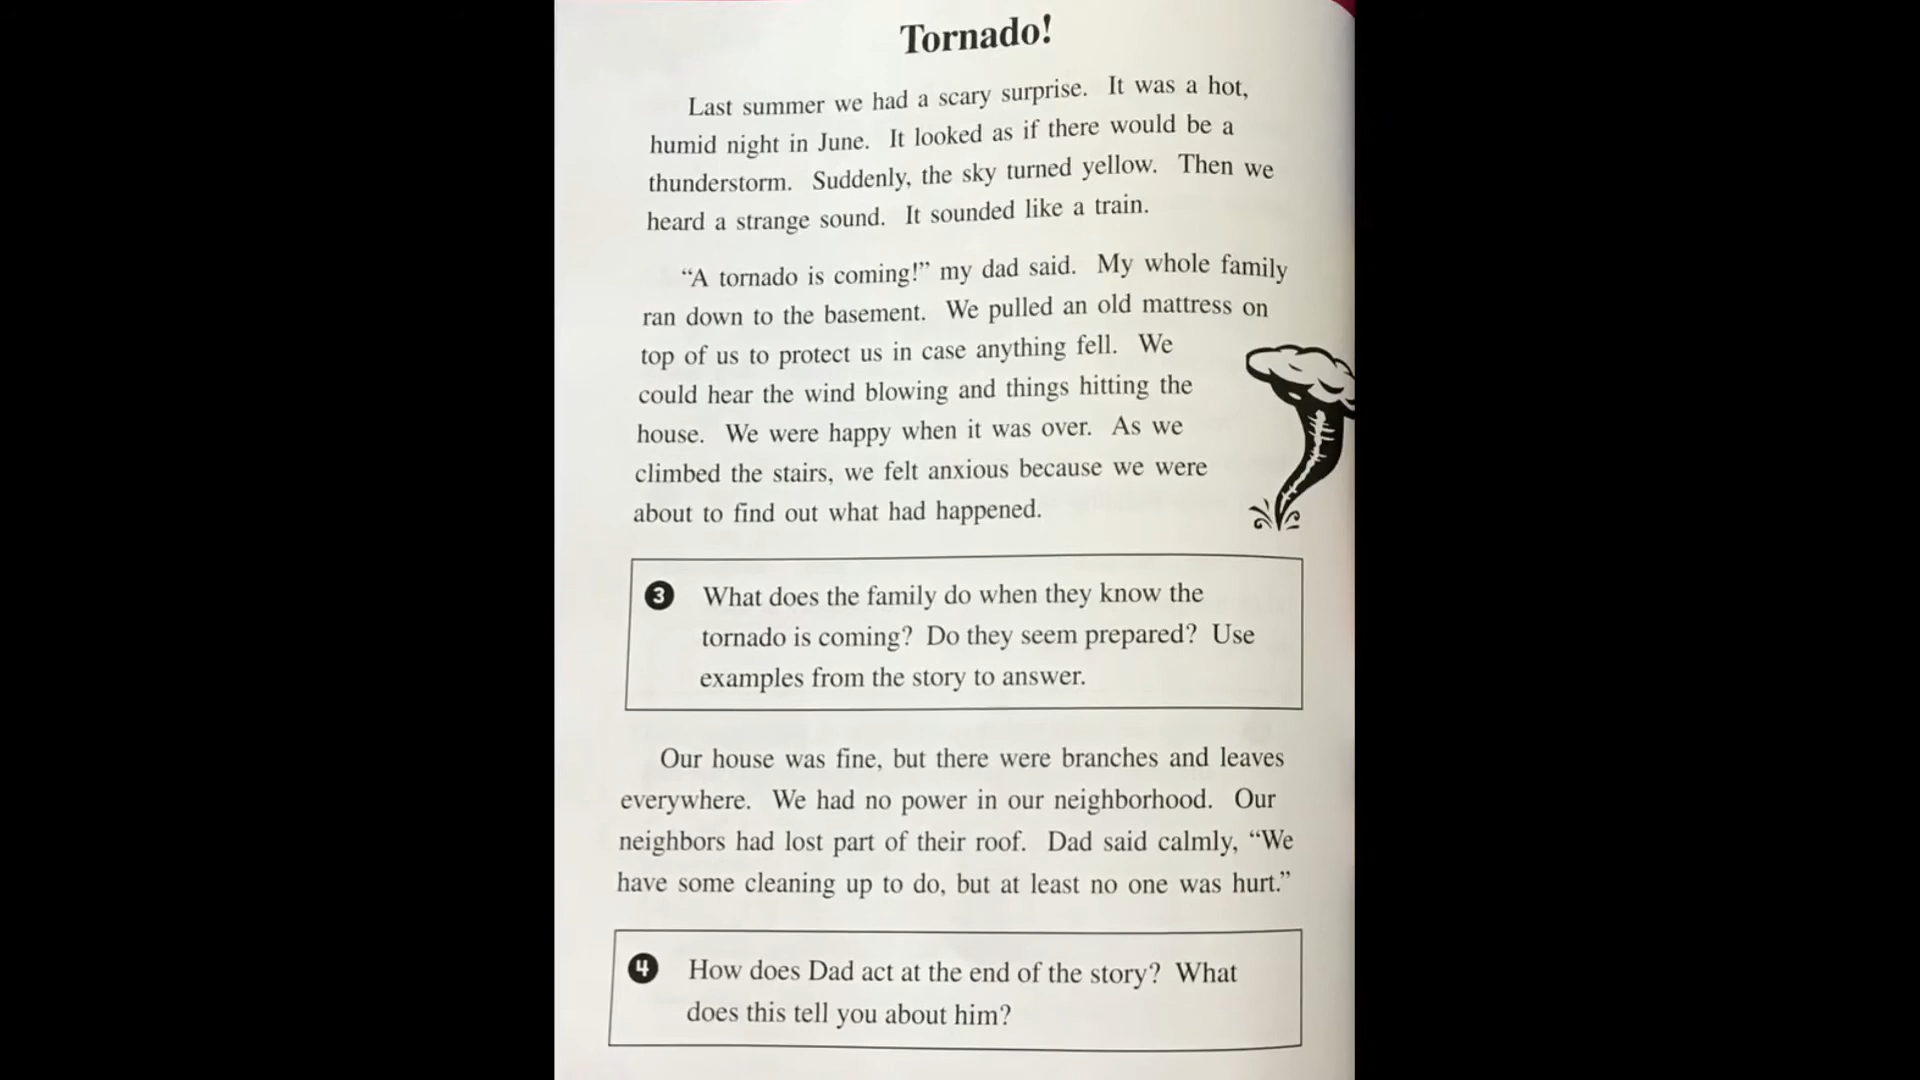 Tornado!
Last summer we had a scary surprise. It was a hot,
humid night in June. It looked as if there would be a
thunderstorm. Suddenly, the sky turned yellow. Then we
heard a strange sound. It sounded like a train.
“A tornado is coming!” my dad said. My whole family
ran down to the basement. We pulled an old mattress on
top of us to protect us in case anything fell. We
could hear the wind blowing and things hitting the
house. We were happy when it was over. As we
climbed the stairs, we felt anxious because we were
about to find out what had happened.
3 What does the family do when they know the
tornado is coming? Do they seem prepared? Use
examples from the story to answer.
Our house was fine, but there were branches and leaves
everywhere. We had no power in our neighborhood. Our
neighbors had lost part of their roof. Dad said calmly, “We
have some cleaning up to do, but at least no one was hurt.”
4 How does Dad act at the end of the story? What
does this tell you about him?